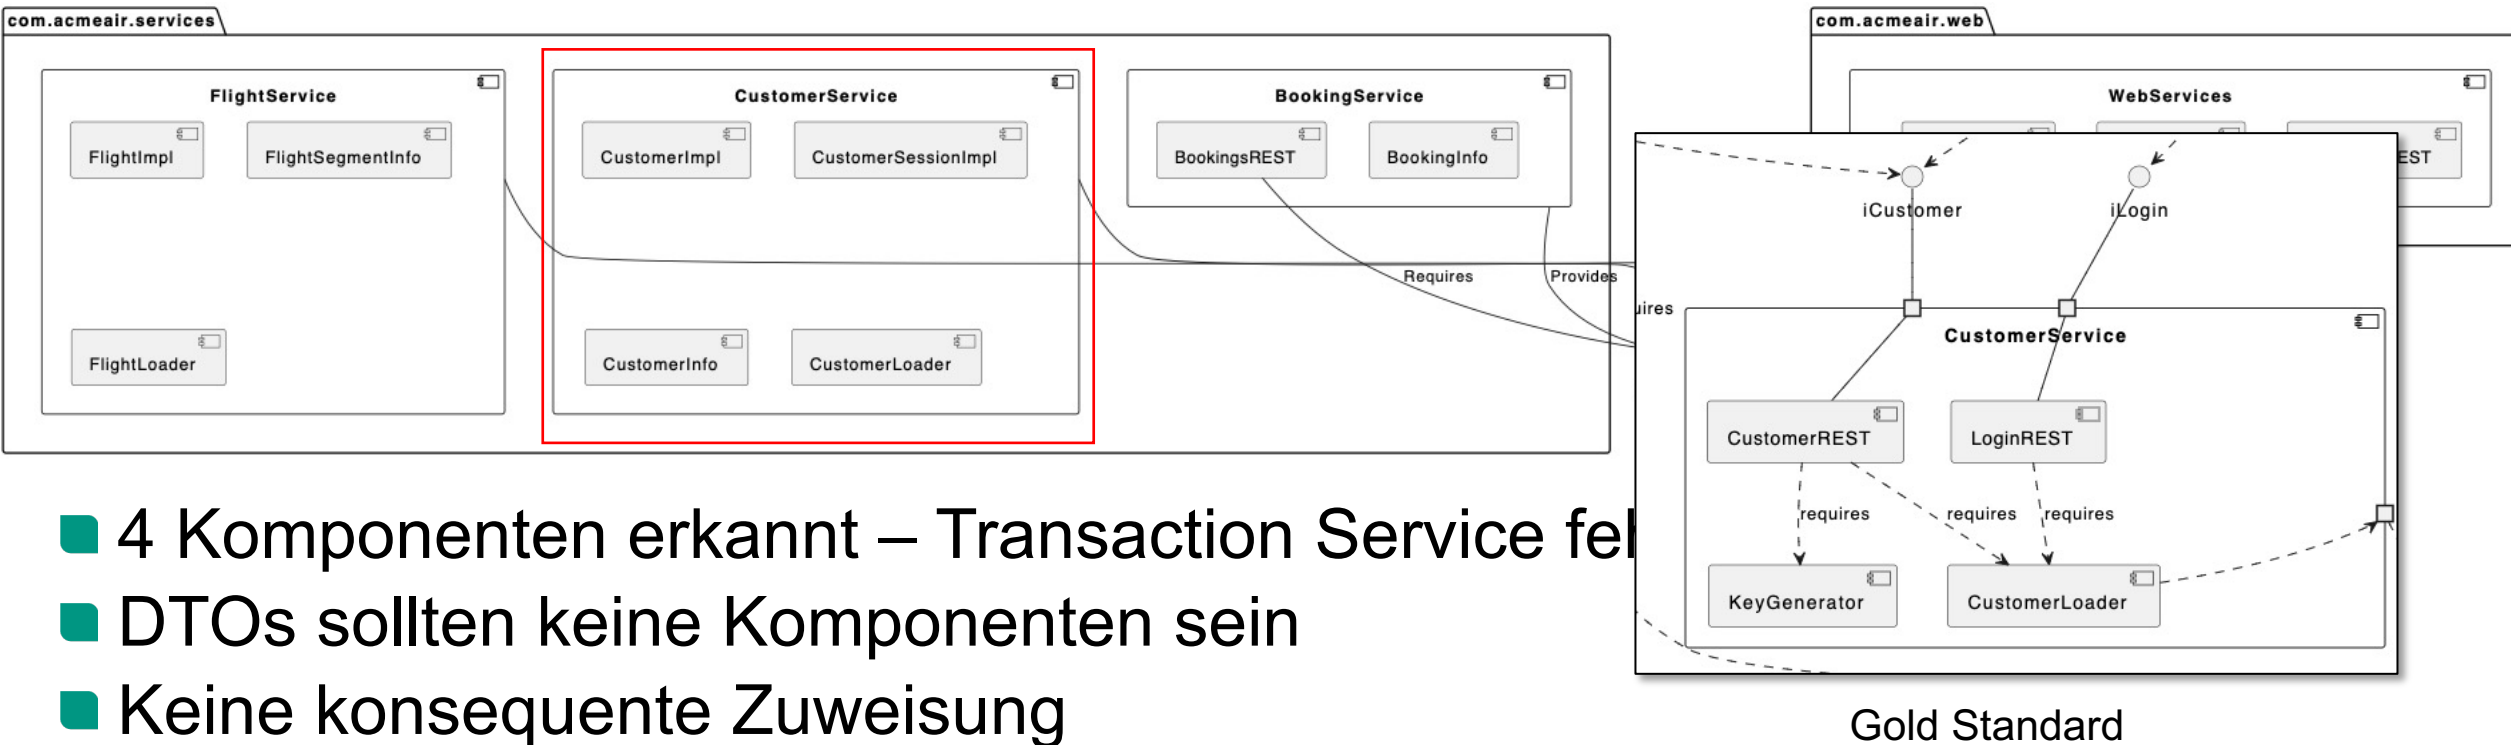 com.acmeair.services
com.acmeair.web
FlightService
CustomerService
BookingService
WebServices
FlightImpl
FlightSegmentInfo
CustomerImpl
CustomerSessionImpl
BookingsREST
BookingInfo
iCustomer
iLogin
Requires
Provides
CustomerService
FlightLoader
CustomerInfo
CustomerLoader
CustomerREST
LoginREST
requires
requires
requires
KeyGenerator
CustomerLoader
4 Komponenten erkannt – Transaction Service
DTOs sollten keine Komponenten sein
Keine konsequente Zuweisung
Gold Standard